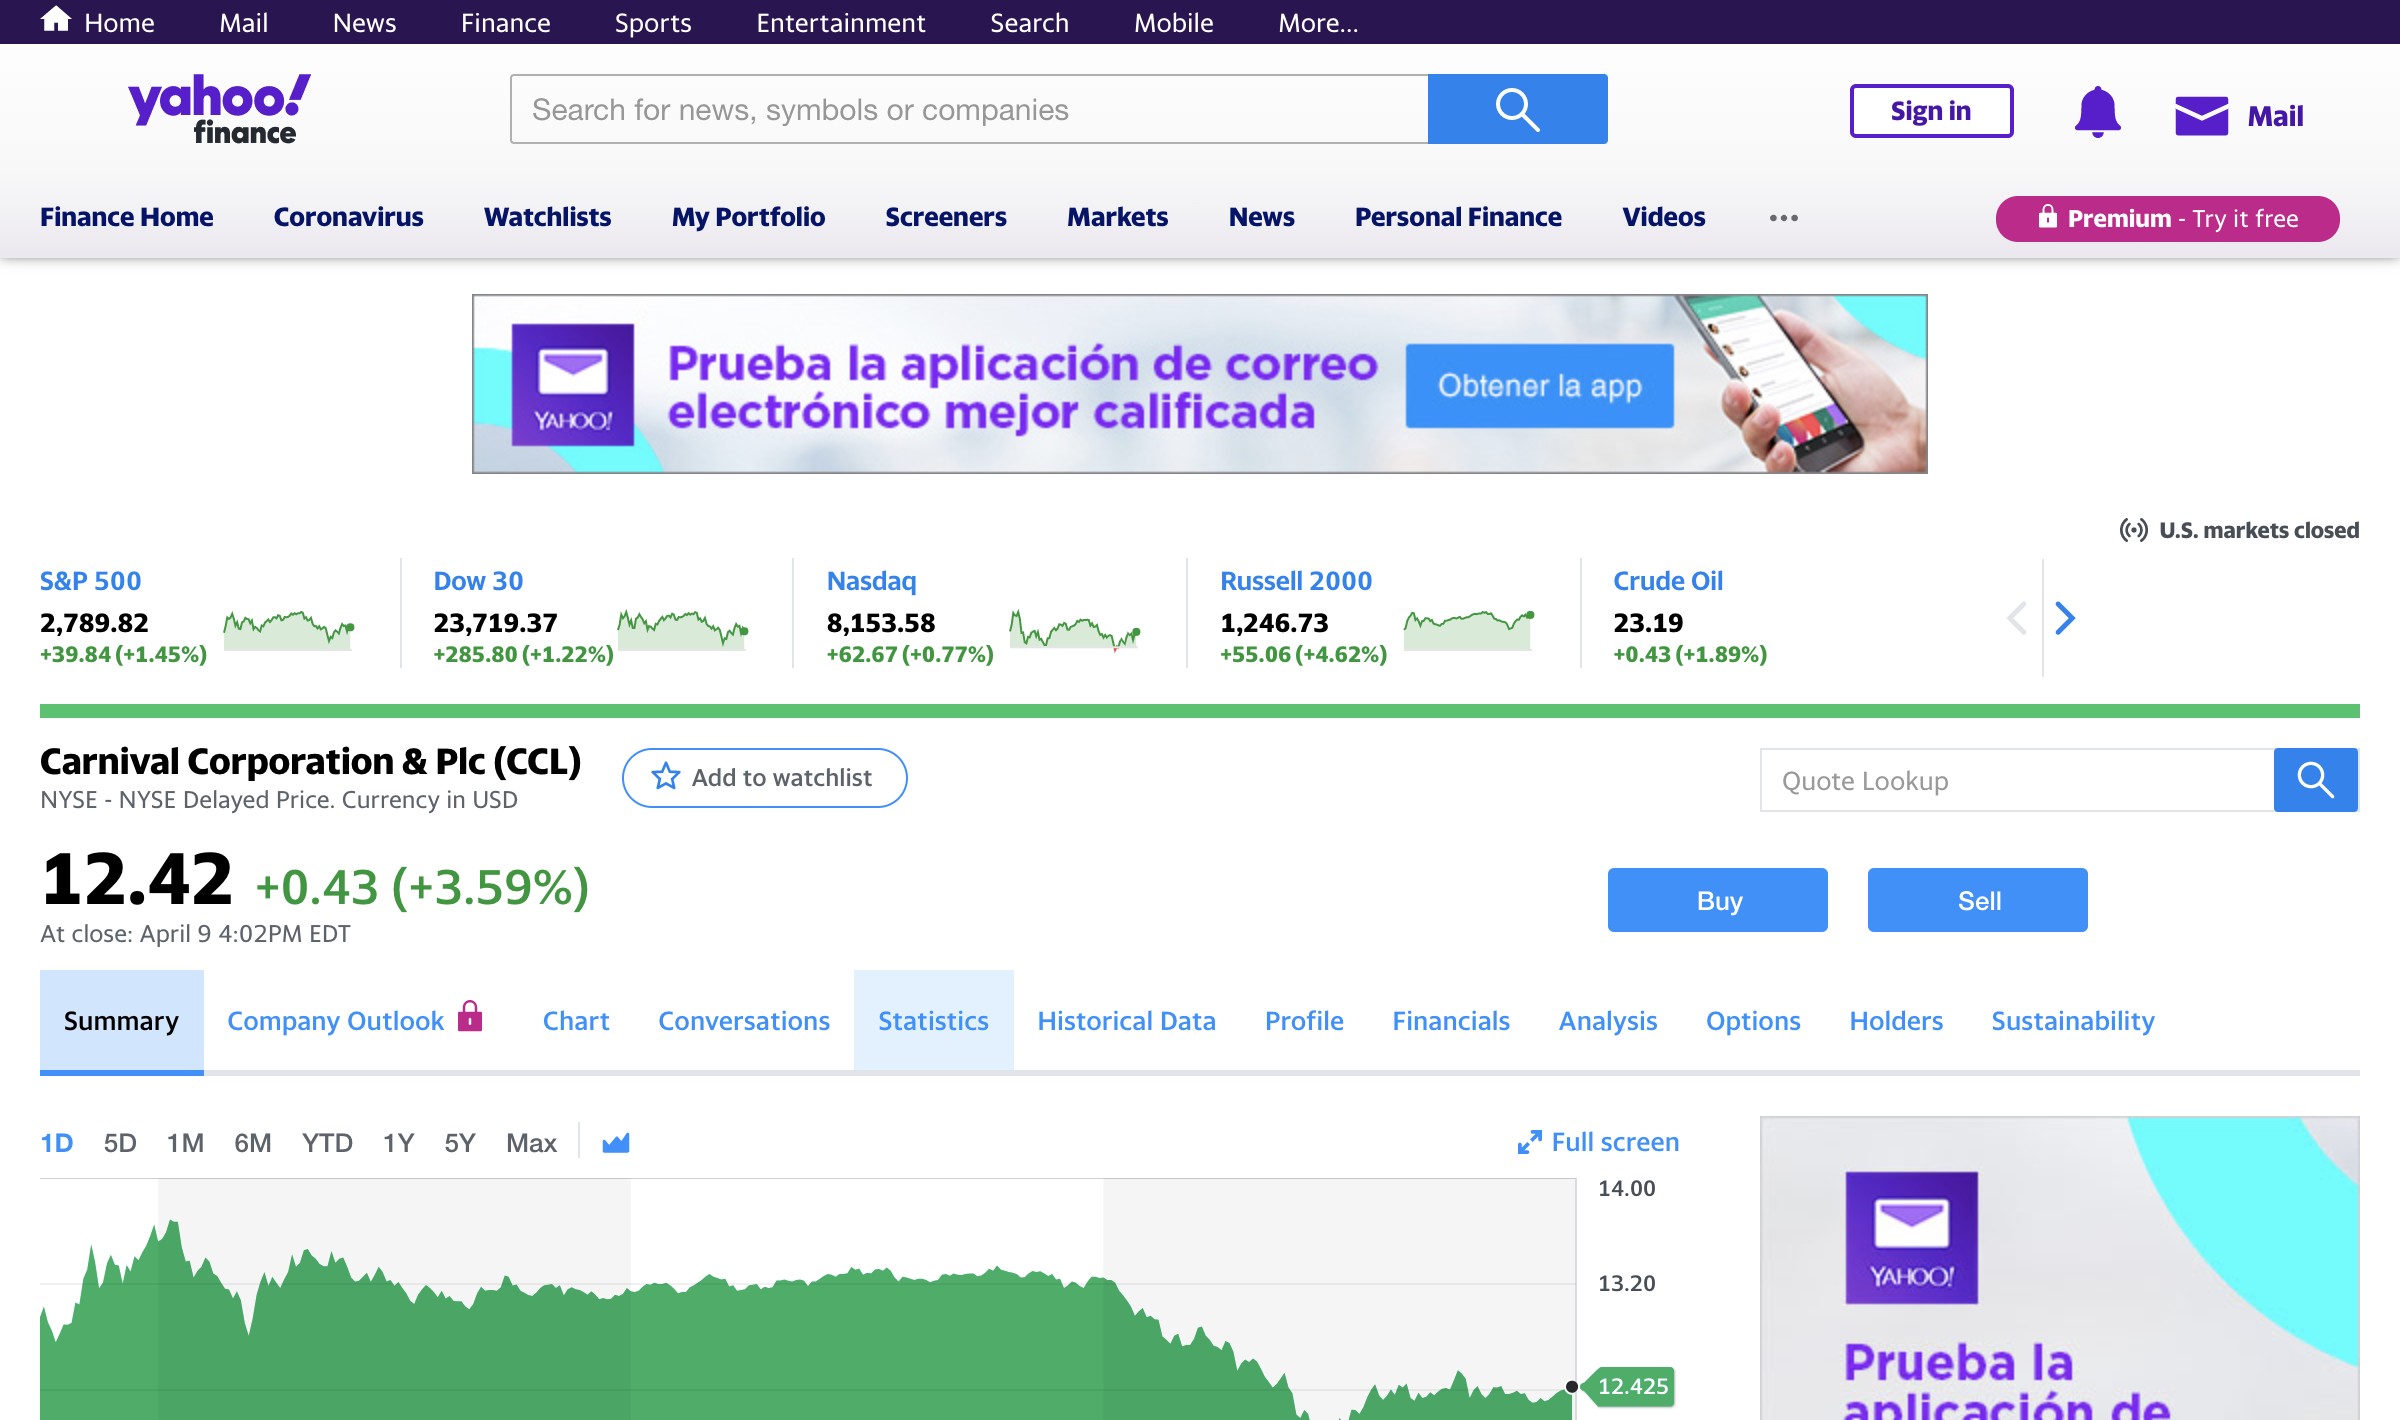 Home Mail News Finance Sports Entertainment Search Mobile More...
yahoo!
finance
Search for news, symbols or companies
Sign in
Mail
Finance Home Coronavirus Watchlists My Portfolio Screeners Markets News Personal Finance Videos •••
Premium - Try it free
YAHOO!
Prueba la aplicación de correo
electrónico mejor calificada
Obtener la app
U.S. markets closed
S&P 500
2,789.82
+39.84 (+1.45%)
Dow 30
23,719.37
+285.80 (+1.22%)
Nasdaq
8,153.58
+62.67 (+0.77%)
Russell 2000
1,246.73
+55.06 (+4.62%)
Crude Oil
23.19
+0.43 (+1.89%)
Carnival Corporation & Plc (CCL)
NYSE - NYSE Delayed Price. Currency in USD
Add to watchlist
Quote Lookup
12.42 +0.43 (+3.59%)
At close: April 9 4:02PM EDT
Buy
Sell
Summary Company Outlook Chart Conversations Statistics Historical Data Profile Financials Analysis Options Holders Sustainability
1D 5D 1M 6M YTD 1Y 5Y Max
Full screen
14.00
13.20
12.425
YAHOO!
Prueba la
aplicación de